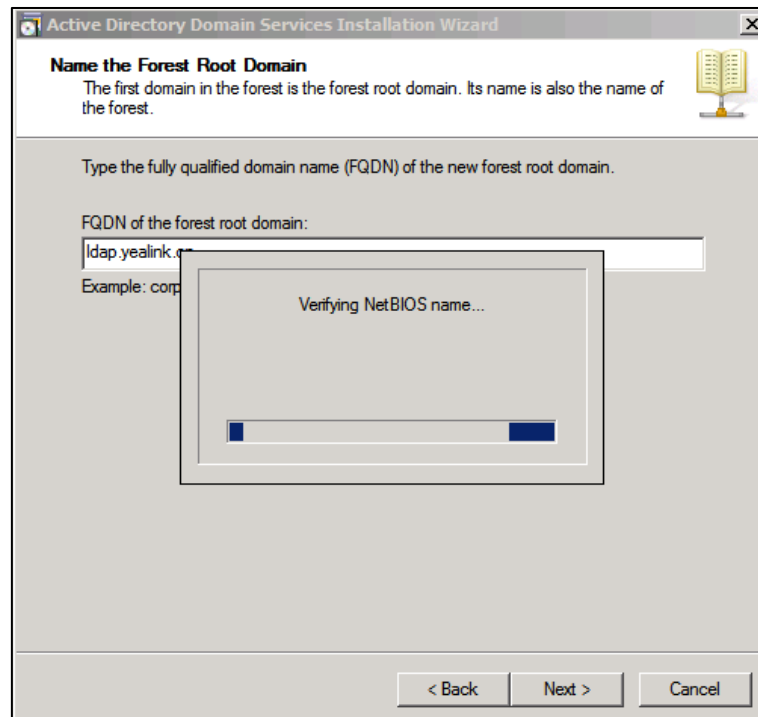 Active Directory Domain Services Installation Wizard
Name the Forest Root Domain
The first domain in the forest is the forest root domain. Its name is also the name of
the forest.
Type the fully qualified domain name (FQDN) of the new forest root domain.
FQDN of the forest root domain:
ldap.yealink.
Example: corp
Verifying NetBIOS name...
< Back
Next >
Cancel